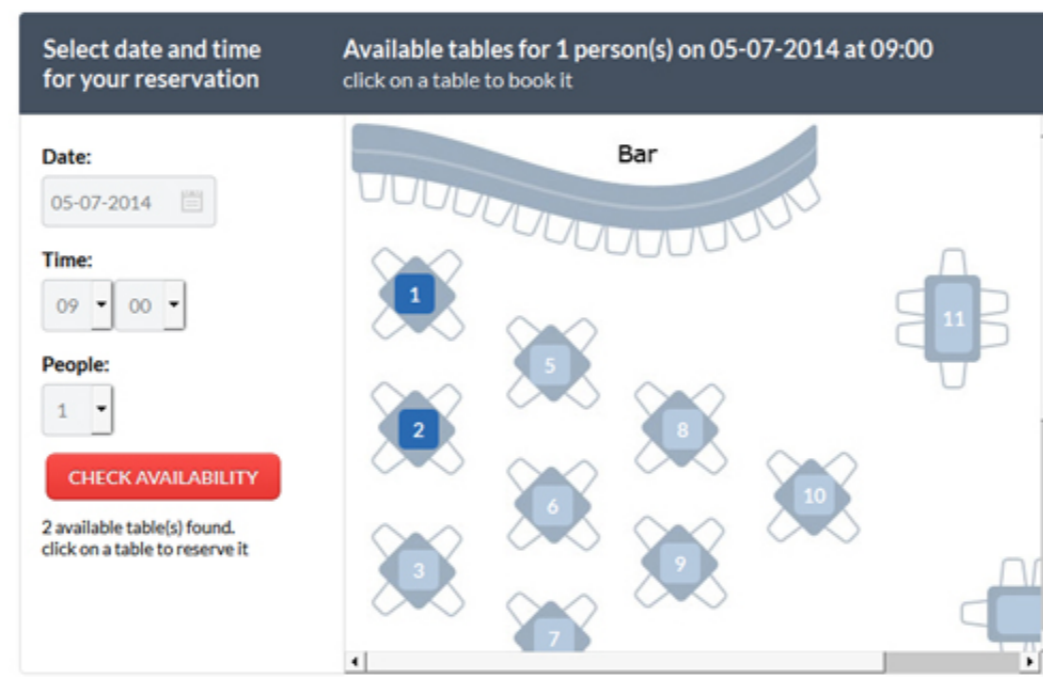 Select date and time
for your reservation
Available tables for 1 person(s) on 05-07-2014 at 09:00
click on a table to book it
Date:
05-07-2014
Time:
09 00
People:
1
CHECK AVAILABILITY
2 available table(s) found.
click on a table to reserve it
Bar
1
11
5
2
8
10
6
9
3
7